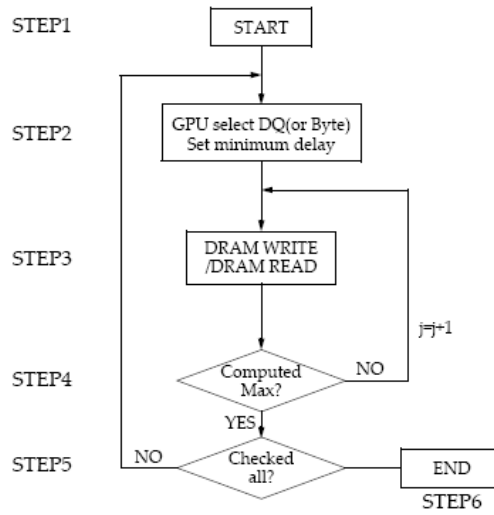 STEP1
START
STEP2
GPU select DQ(or Byte)
Set minimum delay
STEP3
DRAM WRITE
/DRAM READ
j=j+1
STEP4
Computed
Max?
NO
YES
STEP5
NO
Checked
all?
END
STEP6